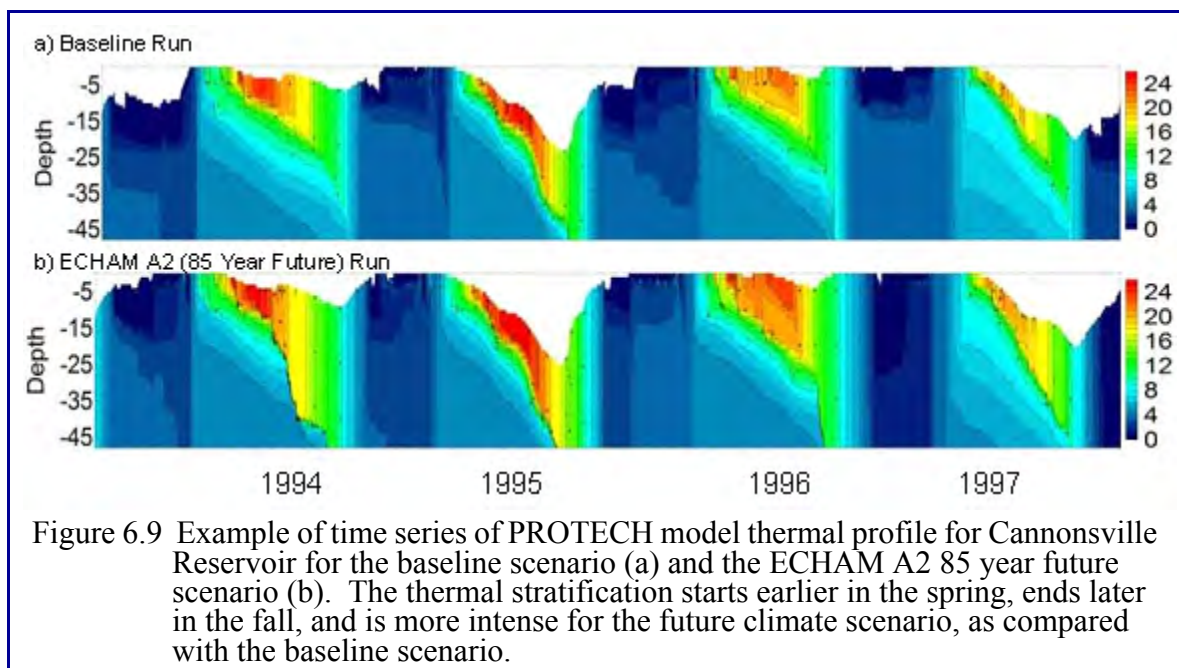 a) Baseline Run
-5
-15
-25
-35
-45
Depth
24
20
16
12
8
4
0
b) ECHAM A2 (85 Year Future) Run
-5
-15
-25
-35
-45
Depth
24
20
16
12
8
4
0
1994 1995 1996 1997
Figure 6.9 Example of time series of PROTECH model thermal profile for Cannonsville
Reservoir for the baseline scenario (a) and the ECHAM A2 85 year future
scenario (b). The thermal stratification starts earlier in the spring, ends later
in the fall, and is more intense for the future climate scenario, as compared
with the baseline scenario.